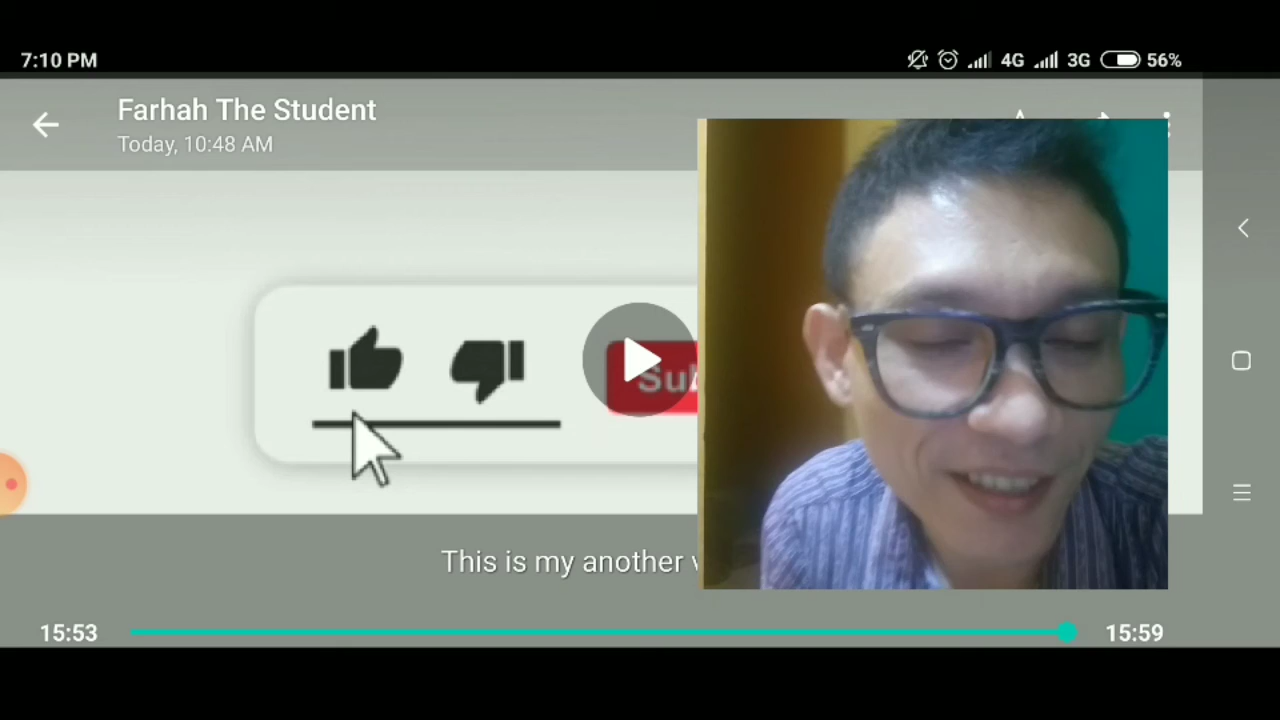 7:10 PM
4G 3G 56%
Farhah The Student
Today, 10:48 AM
This is my another
15:53
15:59